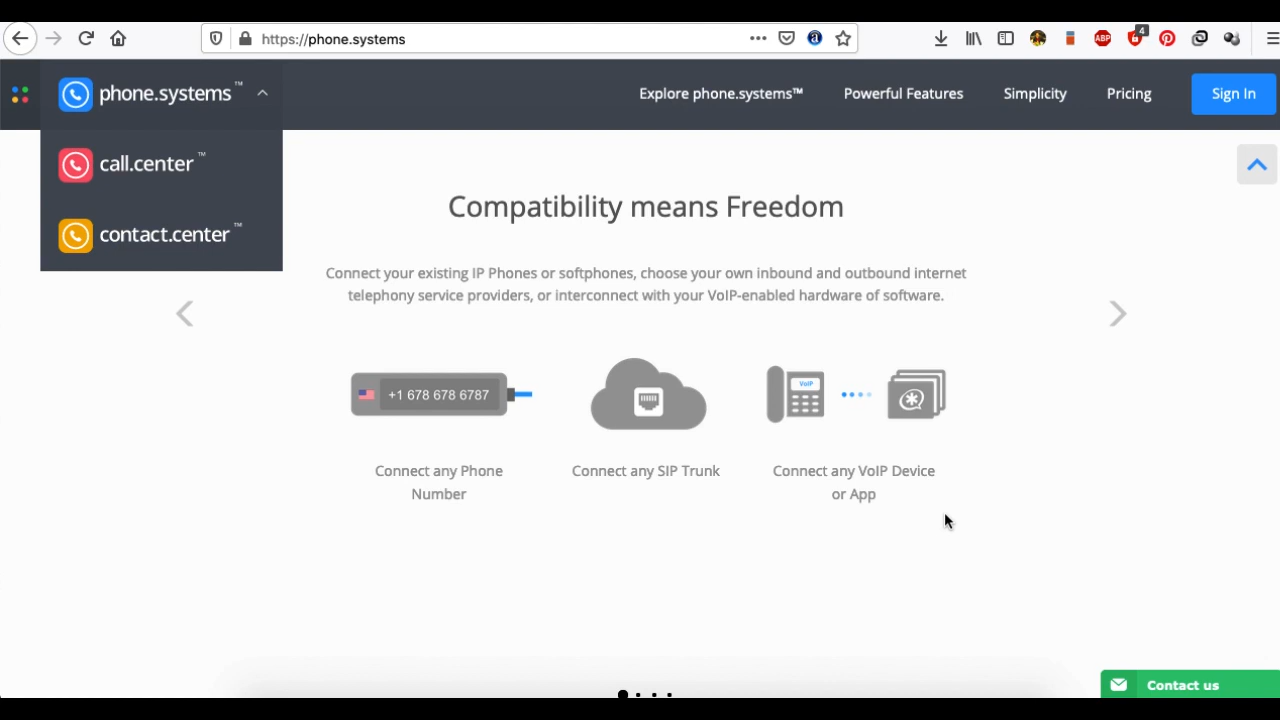 https://phone.systems
4
ABP
phone.systems™
Explore phone.systems™
Powerful Features
Simplicity
Pricing
Sign In
call.center™
contact.center™
Compatibility means Freedom
Connect your existing IP Phones or softphones, choose your own inbound and outbound internet
telephony service providers, or interconnect with your VoIP-enabled hardware of software.
+1 678 678 6787
VoIP
Connect any Phone
Number
Connect any SIP Trunk
Connect any VoIP Device
or App
Contact us